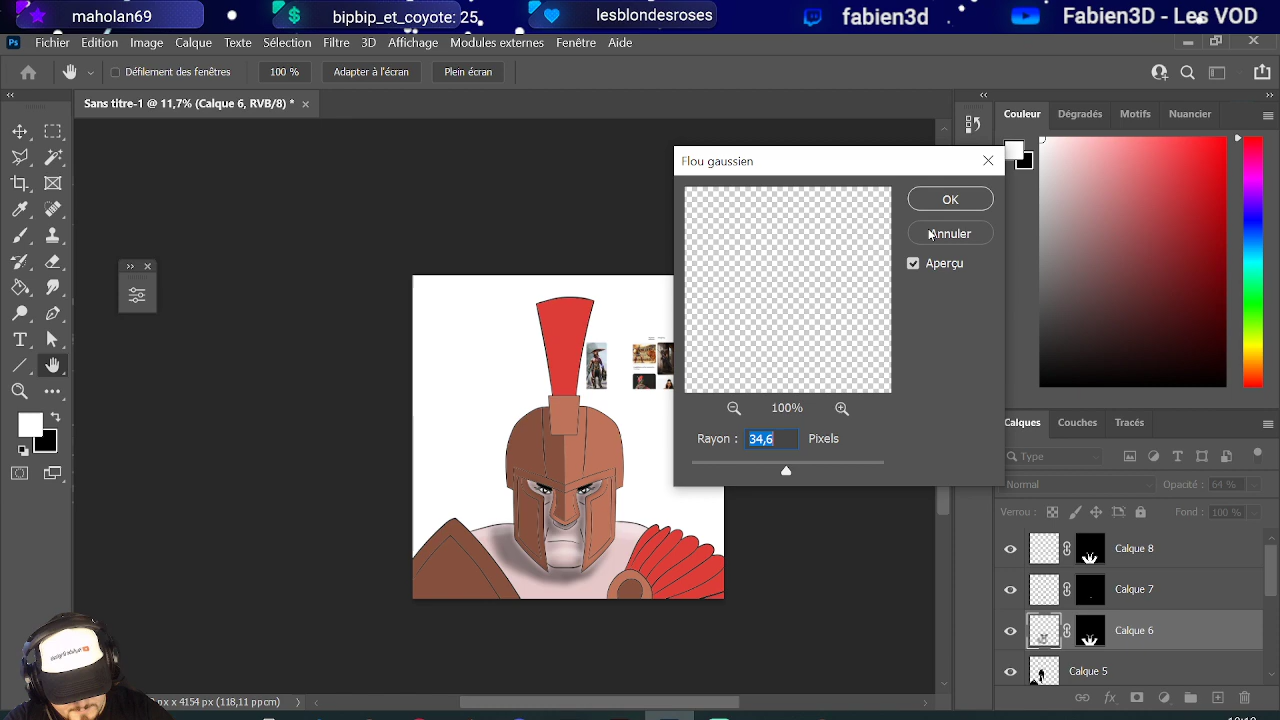 maholan69
bipbip_et_coyote: 25
lesblondesroses
fabien3d
Fabien3D - Les VOD
Ps
Fichier
Edition
Image
Calque
Texte
Sélection
Filtre
3D
Affichage
Modules externes
Fenêtre
Aide
Défilement des fenêtres
100 %
Adapter à l'écran
Plein écran
Sans titre-1 @ 11,7% (Calque 6, RVB/8) *
Couleur
Dégradés
Motifs
Nuancier
Flou gaussien
OK
Annuler
Aperçu
100%
Rayon :
34,6
Pixels
Calques
Couches
Tracés
Type
Normal
Opacité :
64 %
Verrou :
Fond :
100 %
Calque 8
Calque 7
Calque 6
Calque 5
px x 4154 px (118,11 ppcm)